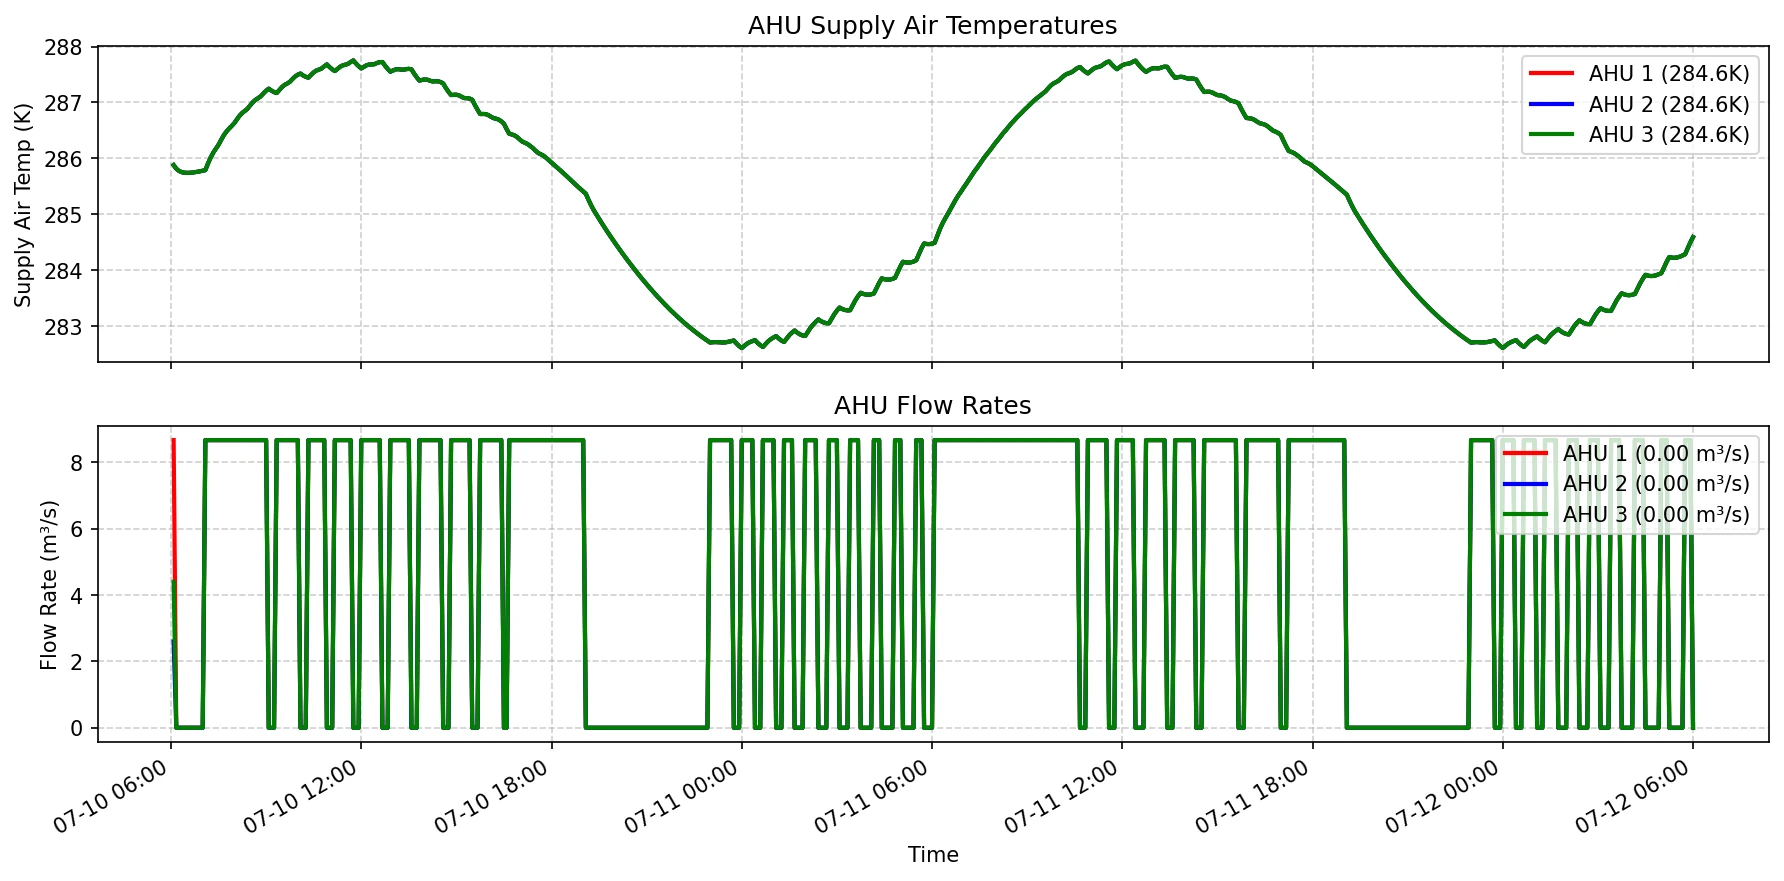 AHU Supply Air Temperatures
Supply Air Temp (K)
288
287
286
285
284
283
AHU 1 (284.6K)
AHU 2 (284.6K)
AHU 3 (284.6K)
AHU Flow Rates
Flow Rate (m³/s)
8
6
4
2
0
AHU 1 (0.00 m³/s)
AHU 2 (0.00 m³/s)
AHU 3 (0.00 m³/s)
07-10 06:00
07-10 12:00
07-10 18:00
07-11 00:00
07-11 06:00
07-11 12:00
07-11 18:00
07-12 00:00
07-12 06:00
Time